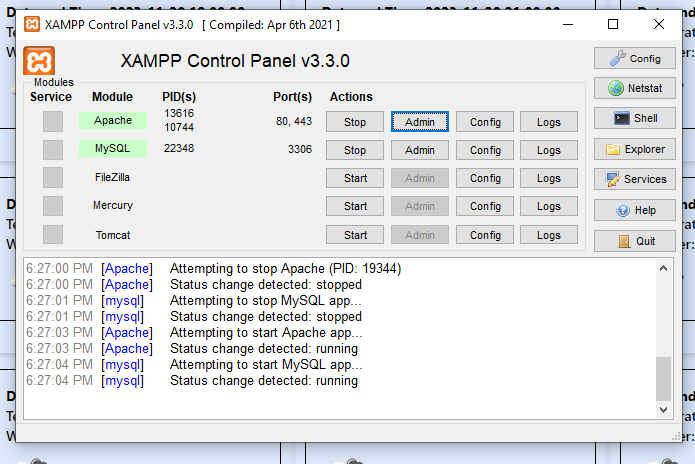 XAMPP Control Panel v3.3.0 [ Compiled: Apr 6th 2021 ]
XAMPP Control Panel v3.3.0
Config
Modules
Service Module PID(s) Port(s) Actions
Netstat
Apache 13616 10744 80, 443 Stop Admin Config Logs
Shell
MySQL 22348 3306 Stop Admin Config Logs
Explorer
FileZilla Start Admin Config Logs
Services
Mercury Start Admin Config Logs
Help
Tomcat Start Admin Config Logs
Quit
6:27:00 PM [Apache] Attempting to stop Apache (PID: 19344)
6:27:00 PM [Apache] Status change detected: stopped
6:27:01 PM [mysql] Attempting to stop MySQL app...
6:27:01 PM [mysql] Status change detected: stopped
6:27:03 PM [Apache] Attempting to start Apache app...
6:27:03 PM [Apache] Status change detected: running
6:27:04 PM [mysql] Attempting to start MySQL app...
6:27:04 PM [mysql] Status change detected: running